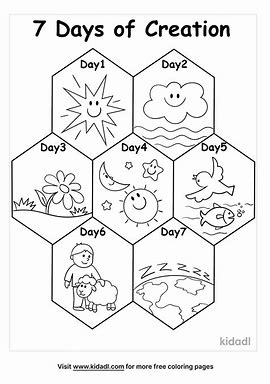 7 Days of Creation
Day1
Day2
Day3
Day4
Day5
Day6
Day7
ZZZZZZ
kidadl
Visit www.kidadl.com for more free coloring pages